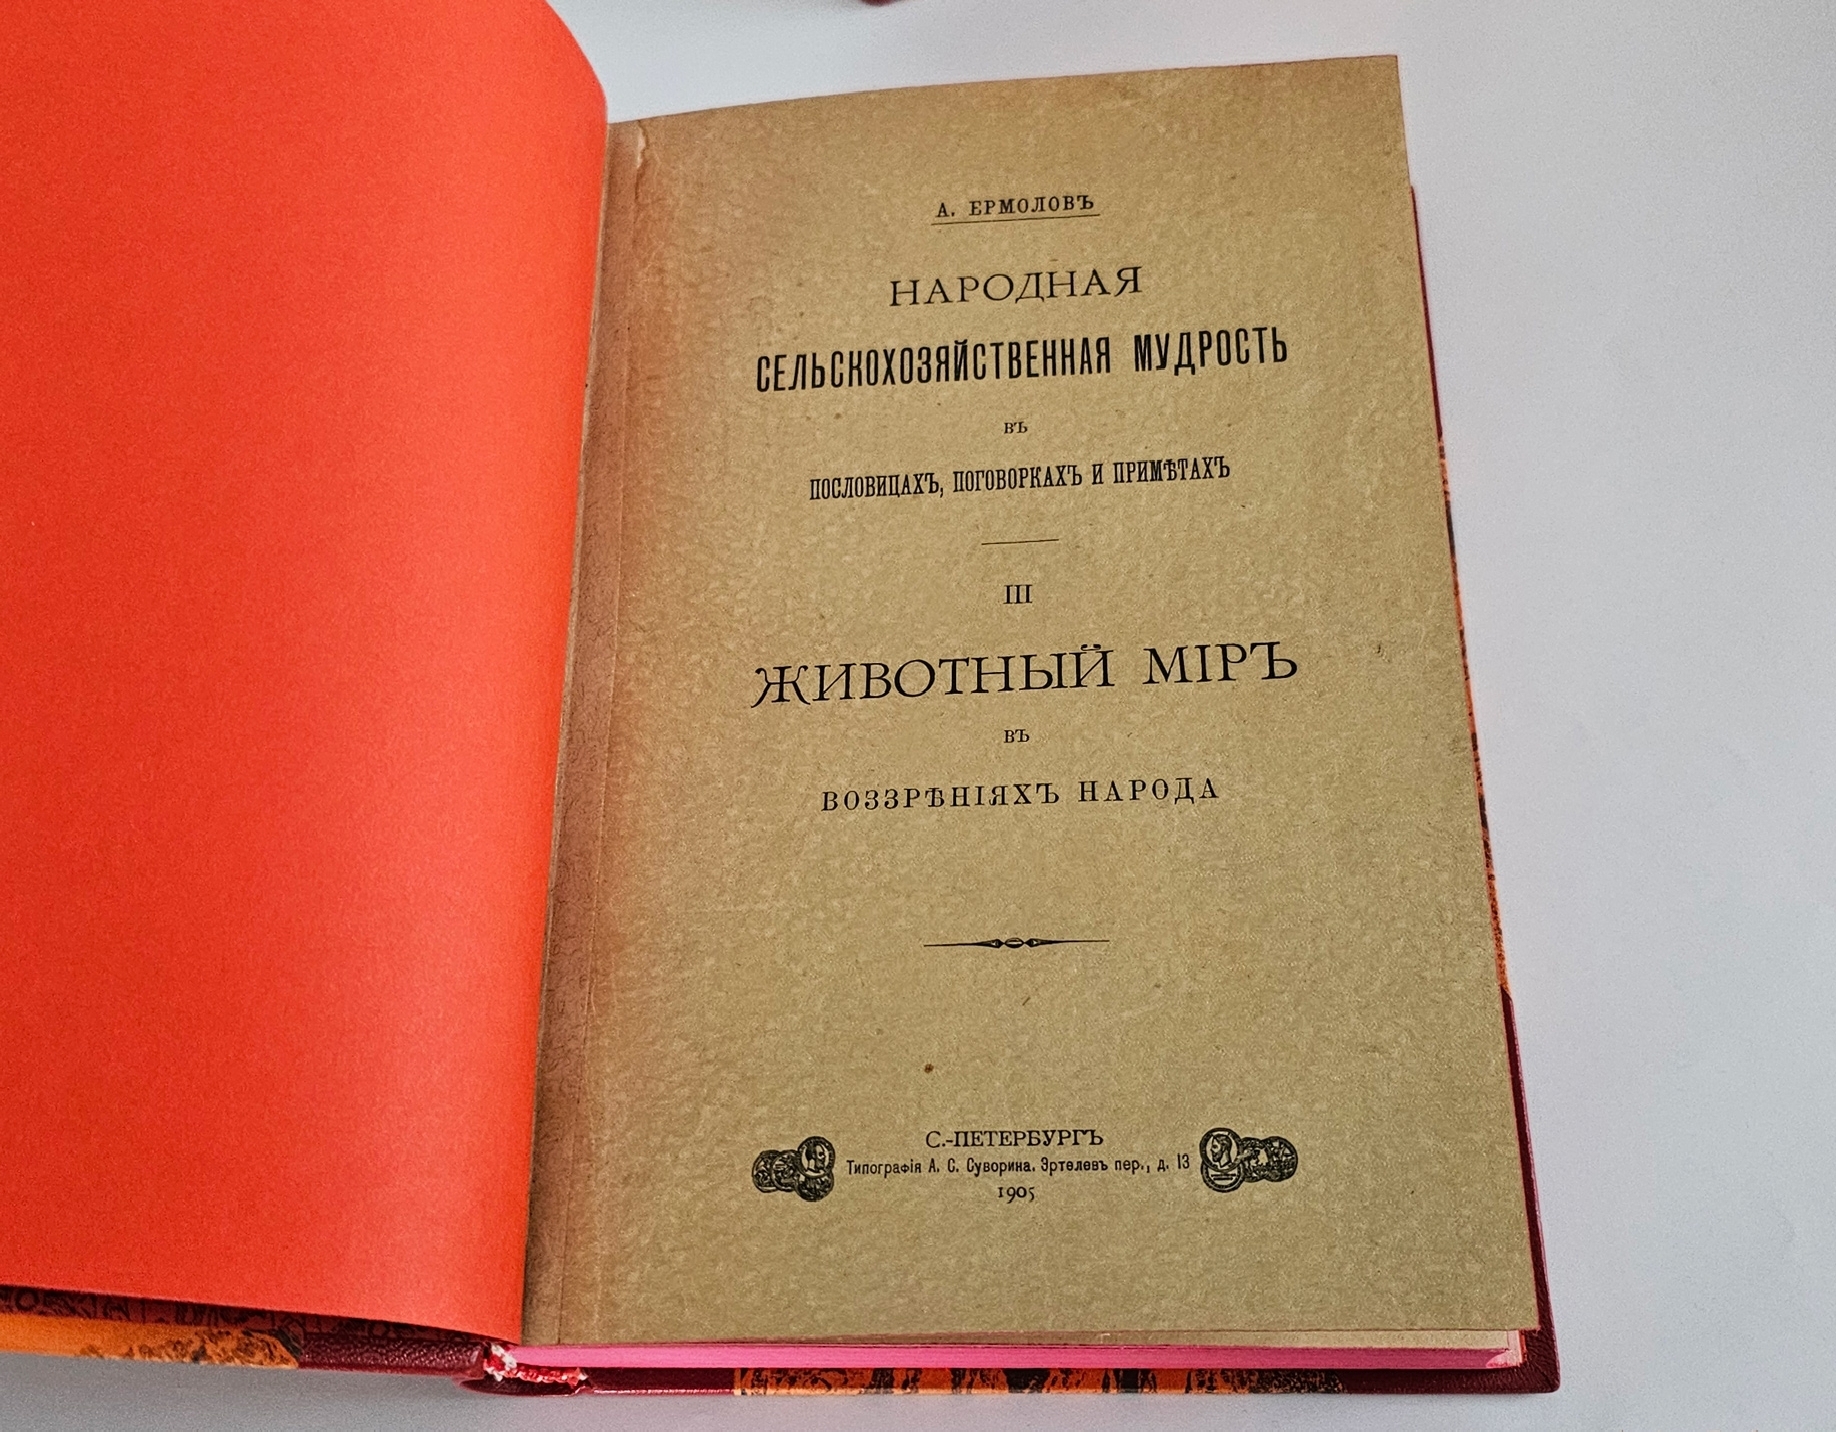 А. ЕРМОЛОВЪ
НАРОДНАЯ
СЕЛЬСКОХОЗЯЙСТВЕННАЯ МУДРОСТЬ
ВЪ
ПОСЛОВИЦАХЪ, ПОГОВОРКАХЪ И ПРИМѢТАХЪ
III
ЖИВОТНЫЙ МІРЪ
ВЪ
ВОЗЗРѢНІЯХЪ НАРОДА
С.-ПЕТЕРБУРГЪ
Типографія А. С. Суворина. Эртелевъ пер., д. 13
1905